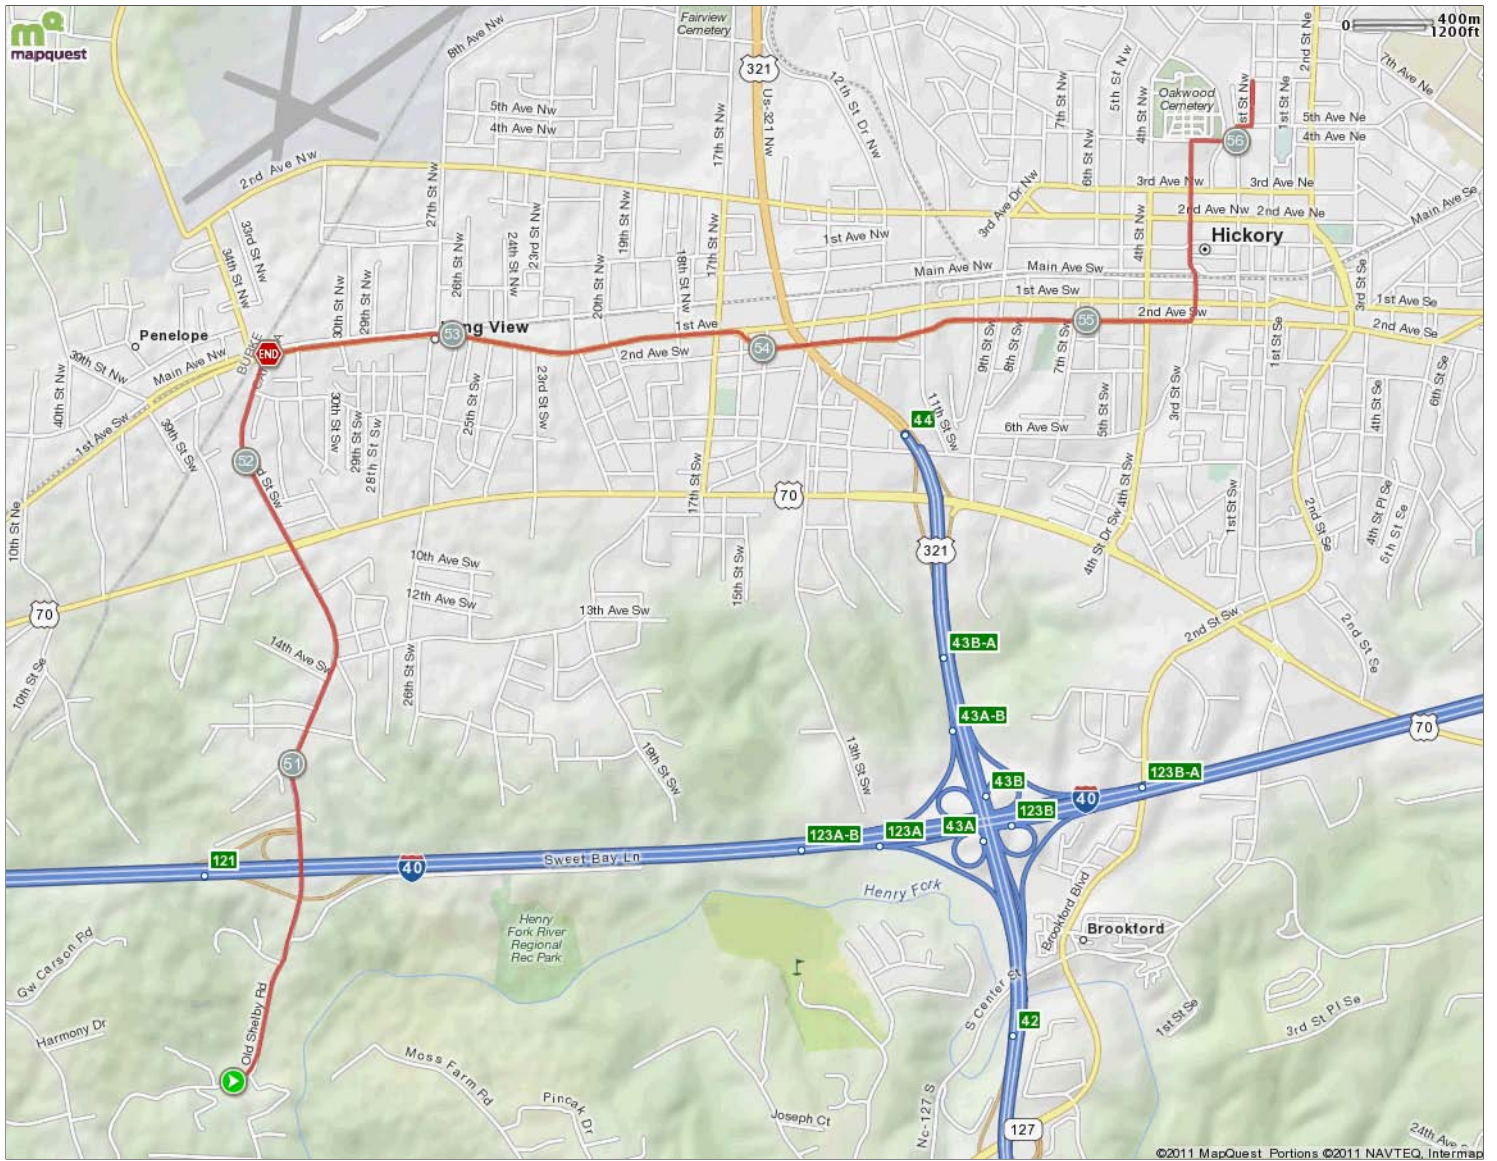 mapquest
Fairview
Cemetery
8th Ave Nw
321
Us-321 Nw
12th St Dr Nw
0
400m
1200ft
2nd St Ne
7th Ave Ne
5th St Nw
7th St Nw
4th St Nw
Oakwood
Cemetery
1st St Nw
1st St Ne
5th Ave Ne
4th Ave Ne
56
5th Ave Nw
4th Ave Nw
17th St Nw
6th St Nw
2nd Ave Nw
27th St Nw
3rd Ave Dr Nw
3rd Ave Nw
3rd Ave Ne
2nd Ave Nw
2nd Ave Ne
Main Ave Se
33rd St Nw
34th St Nw
26th St Nw
24th St Nw
23rd St Nw
19th St Nw
17th St Nw
18th St Nw
20th St Nw
1st Ave Nw
4th St Nw
Hickory
Main Ave Nw
Main Ave Sw
3rd St Se
30th St Nw
29th St Nw
1st Ave Sw
1st Ave Se
2nd Ave Sw
2nd Ave Se
Penelope
53
ng View
1st Ave
2nd Ave Sw
54
55
END
BURKE
39th St Nw
Main Ave Nw
40th St Nw
1st Ave Sw
39th St Sw
30th St Sw
29th St Sw
28th St Sw
25th St Sw
23rd St Sw
9th St Sw
8th St Sw
7th St Sw
1st St Se
6th St Se
3rd St Sw
5th St Sw
4th St Se
11th St Sw
6th Ave Sw
44
52
d St Sw
17th St Sw
70
4th St Sw
1st St Sw
10th St Ne
4th St Dr Sw
2nd St Se
4th St Pl Se
5th St Se
321
10th Ave Sw
12th Ave Sw
13th Ave Sw
15th St Sw
70
2nd St Sw
2nd St Se
14th Ave Sw
26th St Sw
10th St Se
43B-A
43A-B
70
51
19th St Sw
13th St Sw
43B
123B-A
40
123B
43A
123A
123A-B
121
40
Sweet Bay Ln
Henry Fork
Henry
Fork River
Regional
Rec Park
Brookford Blvd
Brookford
Gw Carson Rd
Old Shelby Rd
S Center St
42
1st St Se
3rd St Pl Se
Harmony Dr
Moss Farm Rd
Pincak Dr
Joseph Ct
Nc-127 S
127
24th Ave
©2011 MapQuest Portions ©2011 NAVTEQ, Intermap